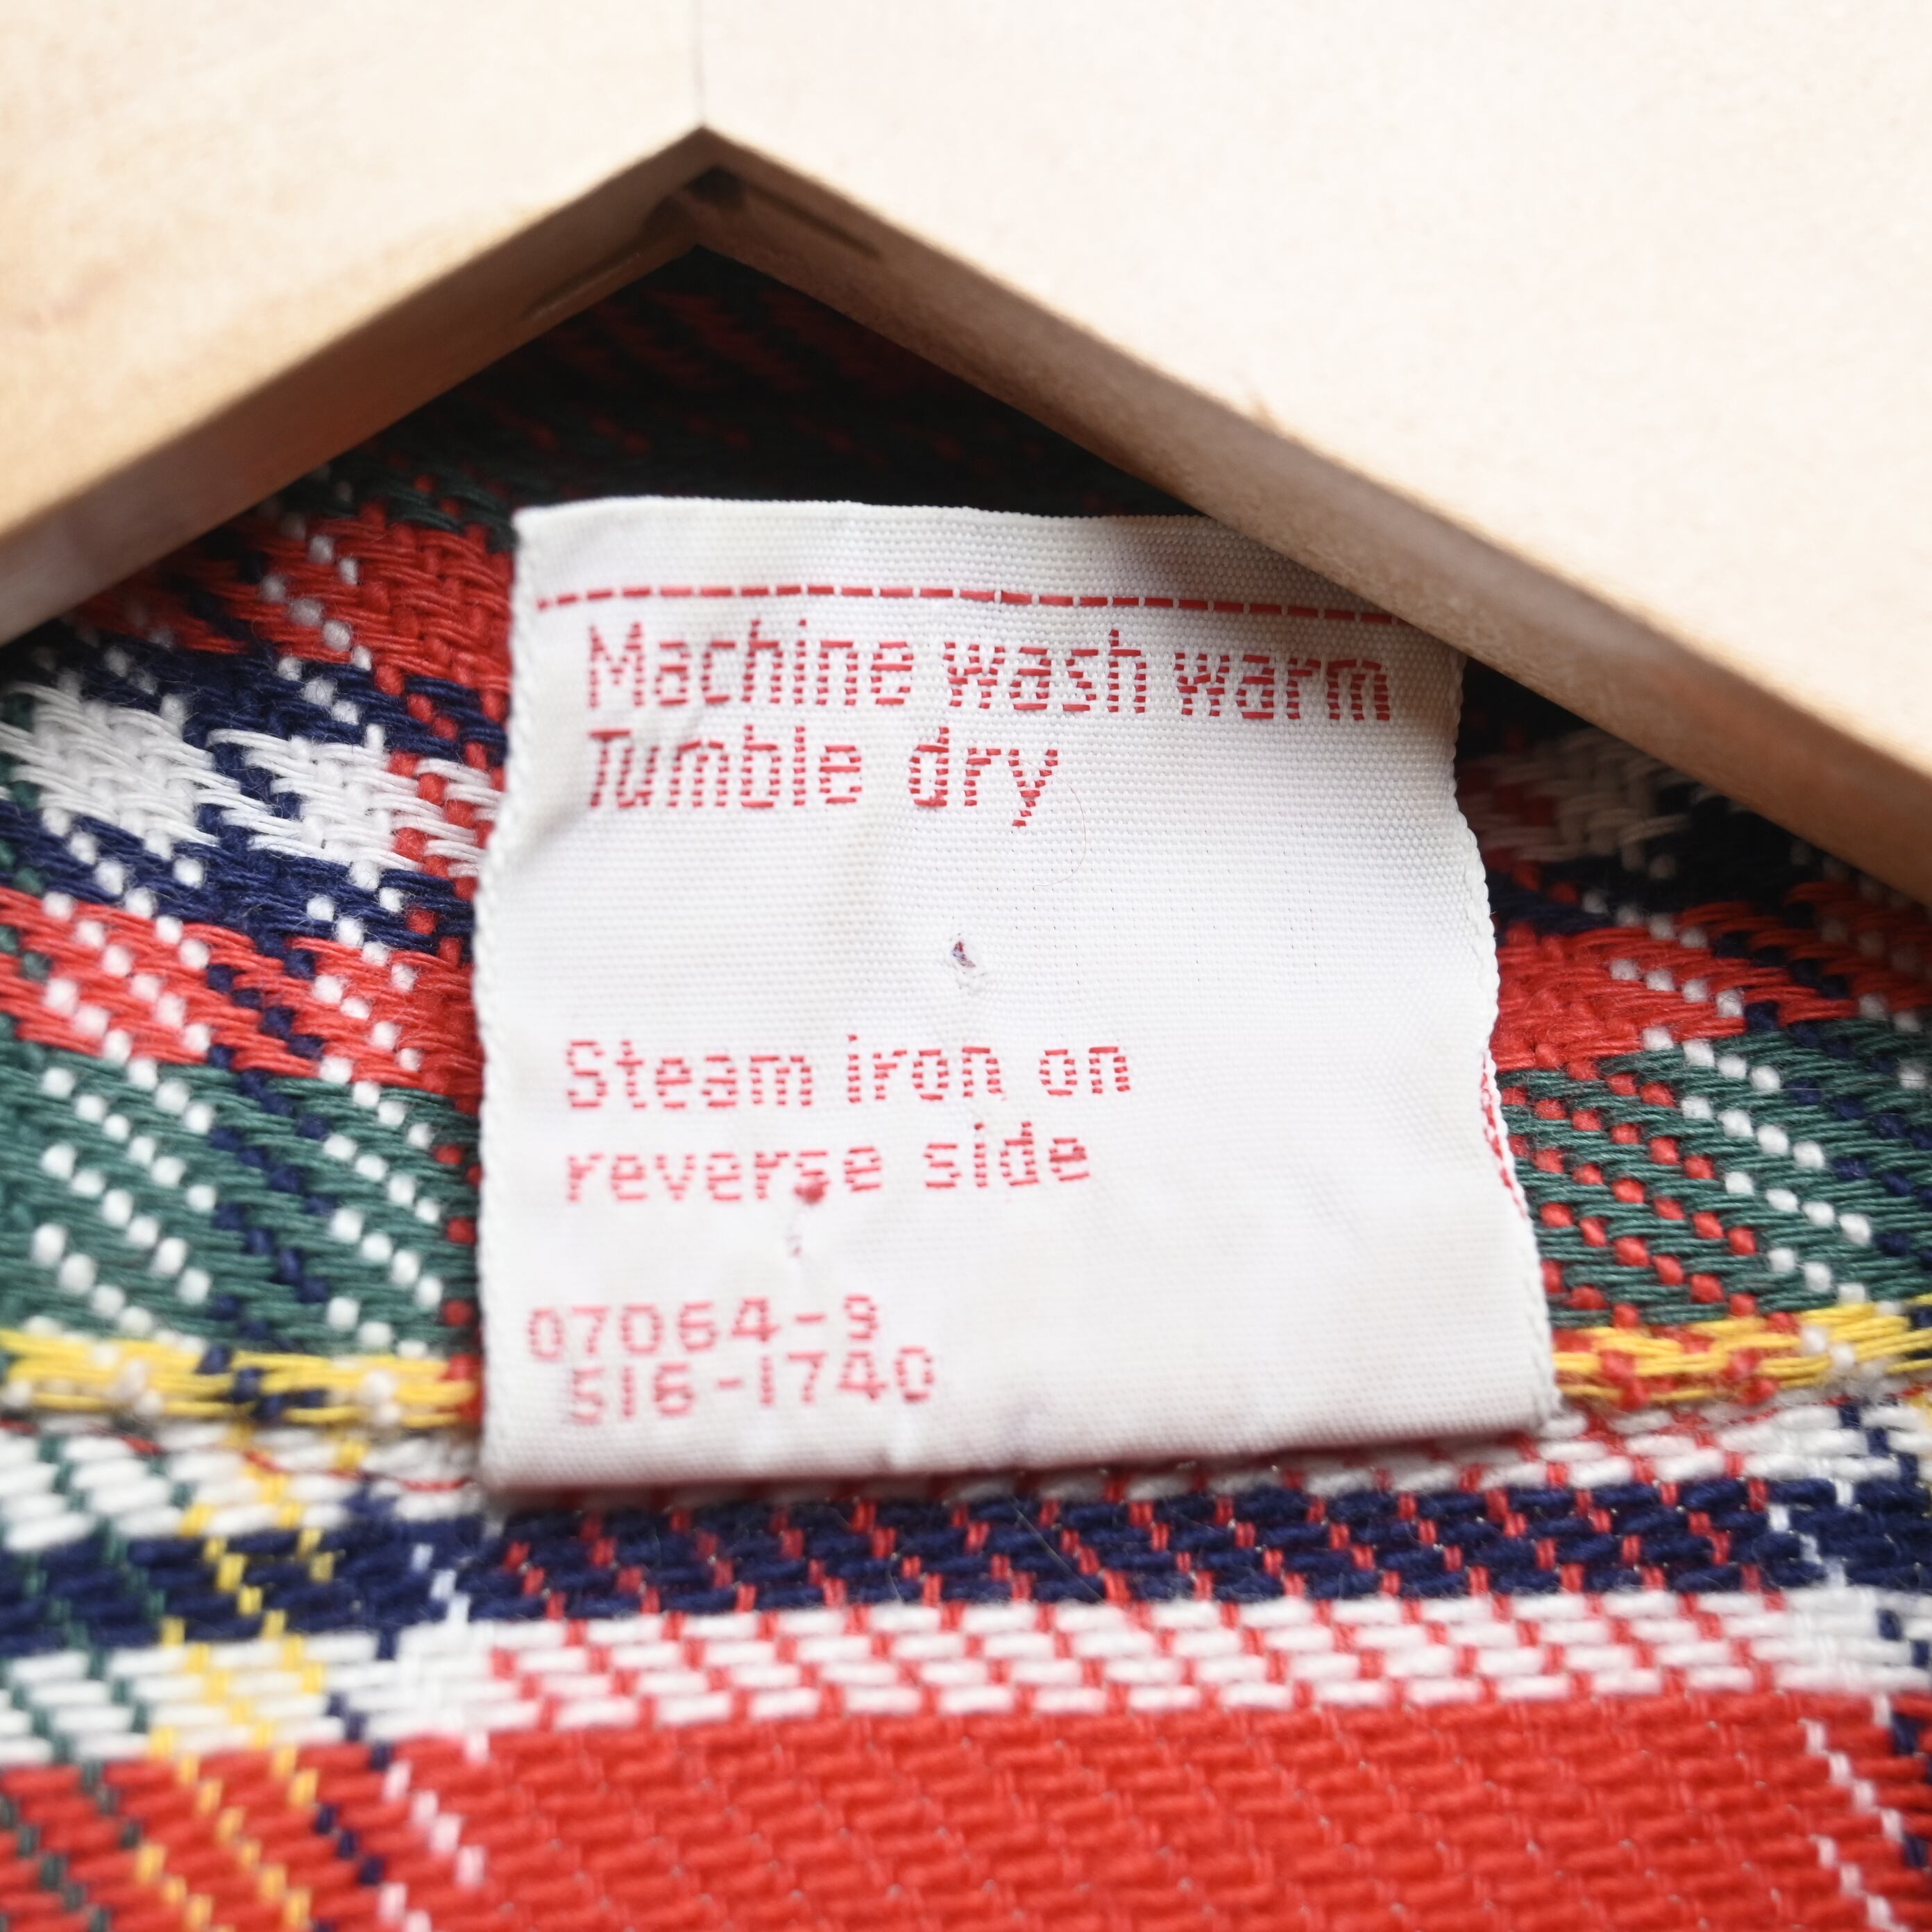 Machine wash warm
Tumble dry
Steam iron on
reverse side
07064-9
516-1740